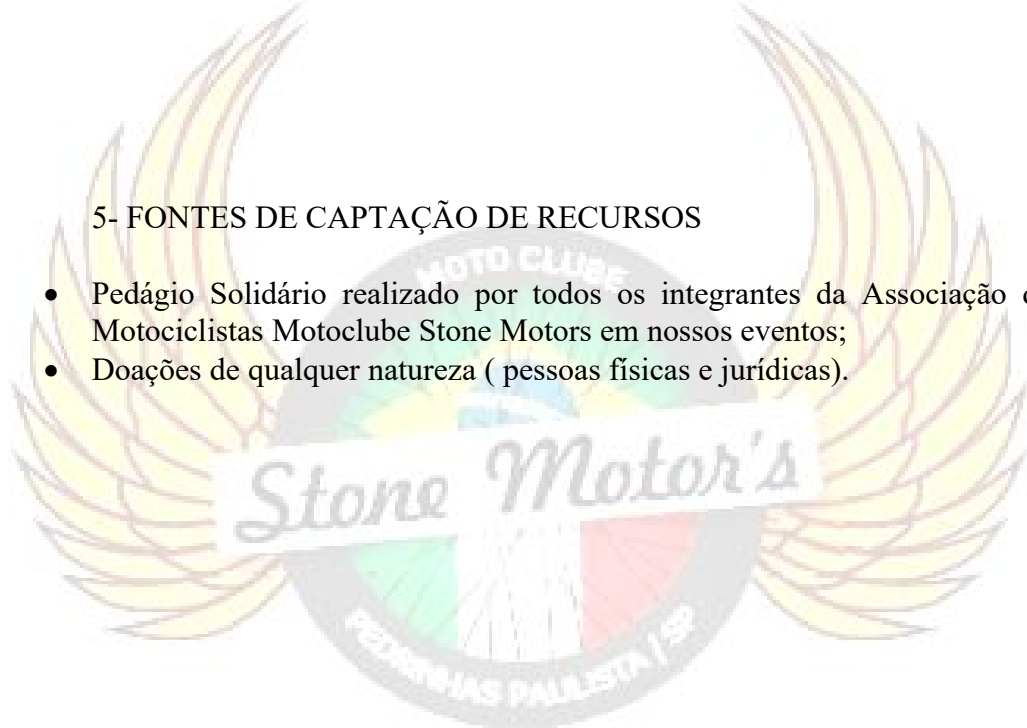 5- FONTES DE CAPTAÇÃO DE RECURSOS
MOTO CLUBE
• Pedágio Solidário realizado por todos os integrantes da Associação
Motociclistas Motoclube Stone Motors em nossos eventos;
• Doações de qualquer natureza ( pessoas físicas e jurídicas).
Stone Motor's
PEDRINHAS PAULISTA | SP